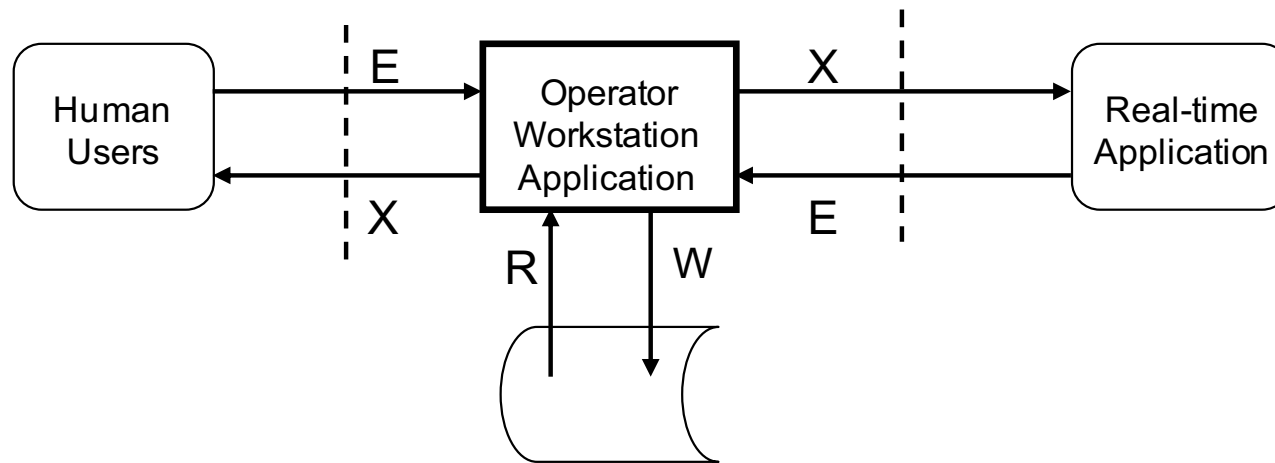 Human
Users
E
X
Operator
Workstation
Application
R
W
X
E
Real-time
Application